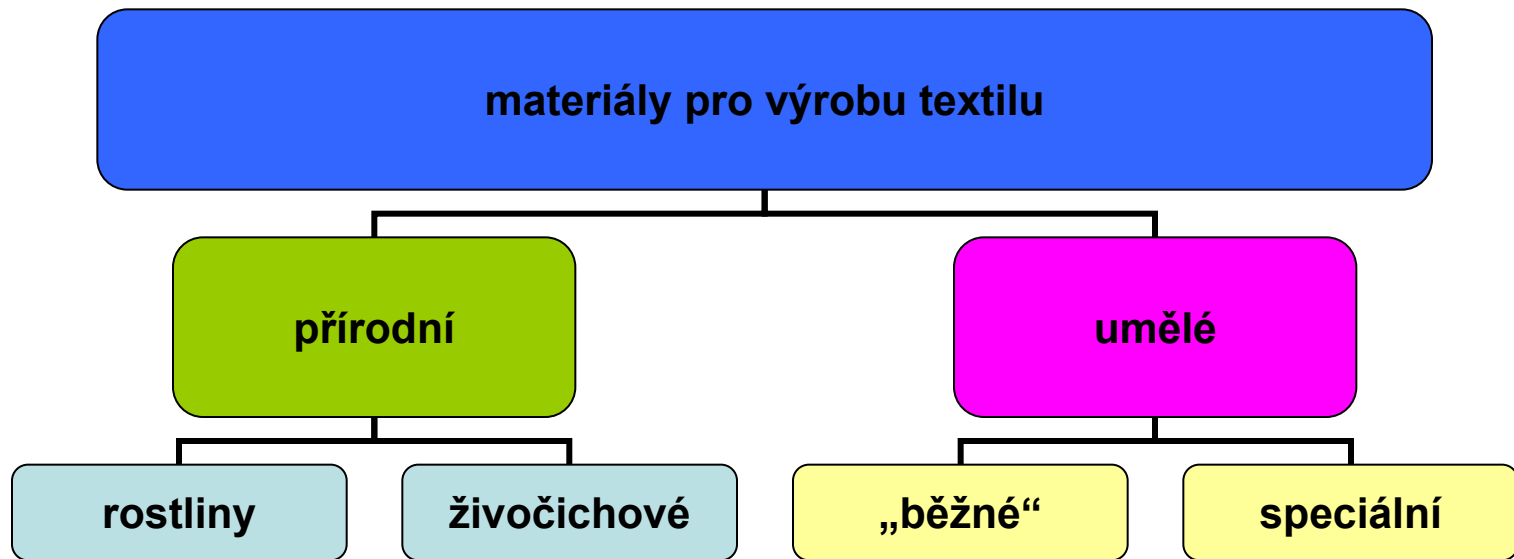 materiály pro výrobu textilu
přírodní
umělé
rostliny
živočichové
„běžné“
speciální